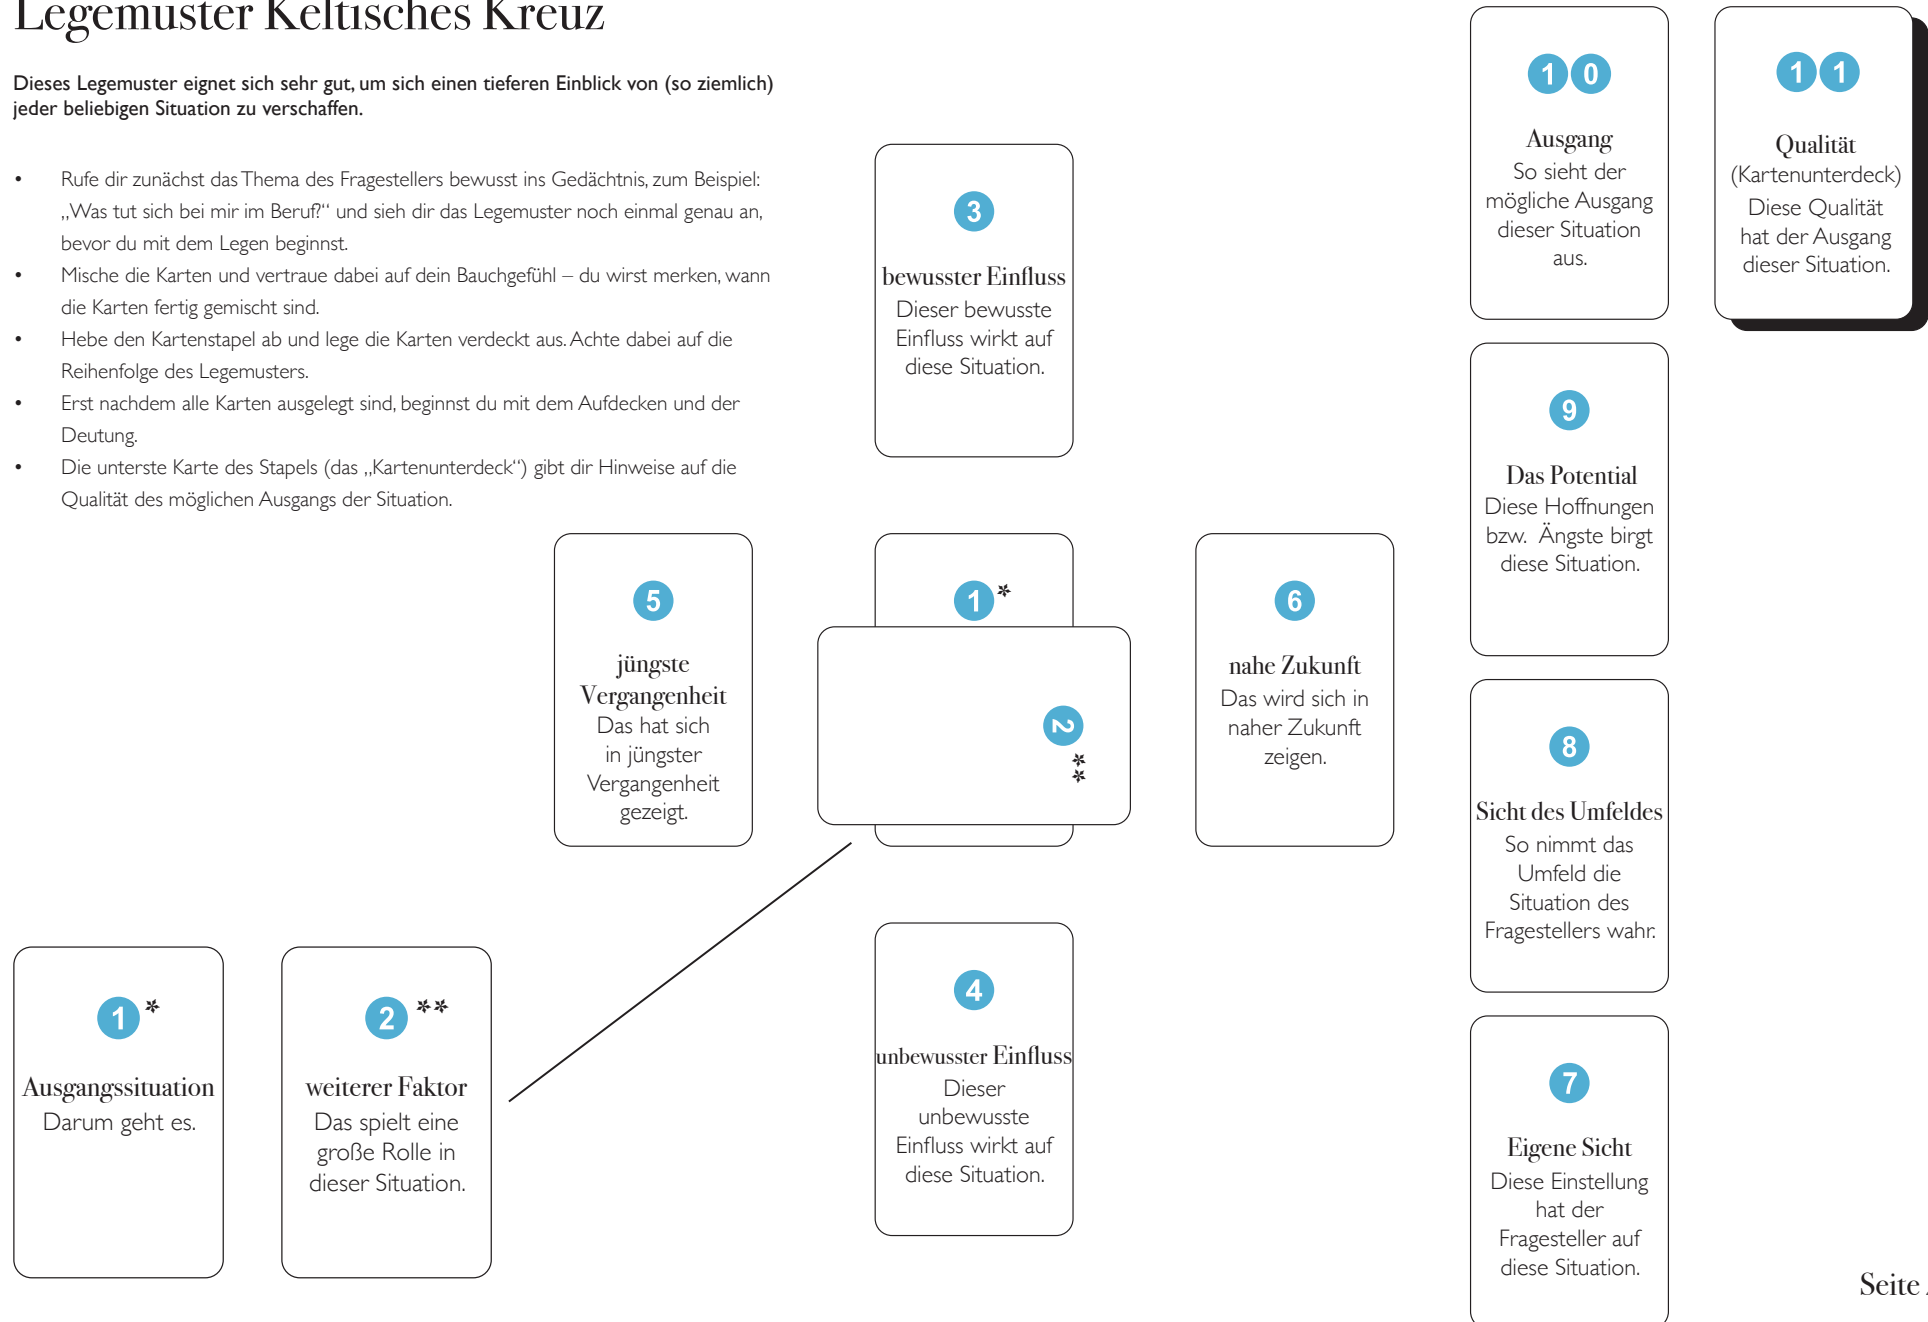 Legemuster Keltisches Kreuz
Dieses Legemuster eignet sich sehr gut, um sich einen tieferen Einblick von (so ziemlich)
jeder beliebigen Situation zu verschaffen.
• Rufe dir zunächst das Thema des Fragestellers bewusst ins Gedächtnis, zum Beispiel:
„Was tut sich bei mir im Beruf?“ und sieh dir das Legemuster noch einmal genau an,
bevor du mit dem Legen beginnst.
• Mische die Karten und vertraue dabei auf dein Bauchgefühl – du wirst merken, wann
die Karten fertig gemischt sind.
• Hebe den Kartenstapel ab und lege die Karten verdeckt aus. Achte dabei auf die
Reihenfolge des Legemusters.
• Erst nachdem alle Karten ausgelegt sind, beginnst du mit dem Aufdecken und der
Deutung.
• Die unterste Karte des Stapels (das „Kartenunterdeck“) gibt dir Hinweise auf die
Qualität des möglichen Ausgangs der Situation.
1*
Ausgangssituation
Darum geht es.
2**
weiterer Faktor
Das spielt eine
große Rolle in
dieser Situation.
5
jüngste
Vergangenheit
Das hat sich
in jüngster
Vergangenheit
gezeigt.
3
bewusster Einfluss
Dieser bewusste
Einfluss wirkt auf
diese Situation.
1*
2**
4
unbewusster Einfluss
Dieser
unbewusste
Einfluss wirkt auf
diese Situation.
6
nahe Zukunft
Das wird sich in
naher Zukunft
zeigen.
10
Ausgang
So sieht der
mögliche Ausgang
dieser Situation
aus.
9
Das Potential
Diese Hoffnungen
bzw. Ängste birgt
diese Situation.
8
Sicht des Umfeldes
So nimmt das
Umfeld die
Situation des
Fragestellers wahr.
7
Eigene Sicht
Diese Einstellung
hat der
Fragesteller auf
diese Situation.
11
Qualität
(Kartenunterdeck)
Diese Qualität
hat der Ausgang
dieser Situation.
Seite